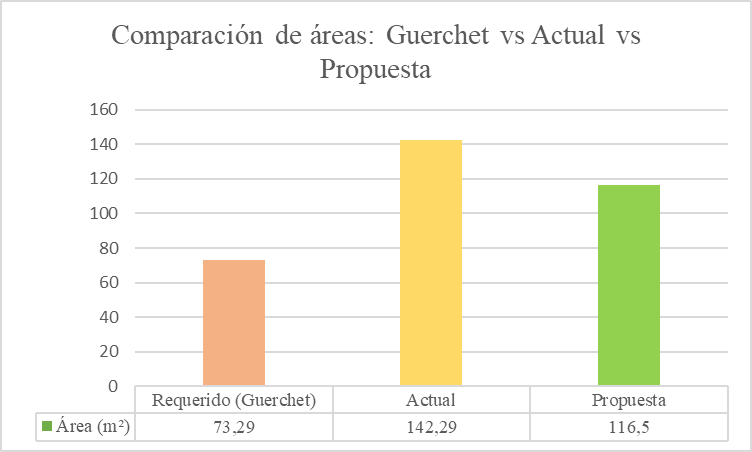 Comparación de áreas: Guerchet vs Actual vs
Propuesta
160
140
120
100
80
60
40
20
0
Requerido (Guerchet) Actual Propuesta
Área (m²) 73,29 142,29 116,5